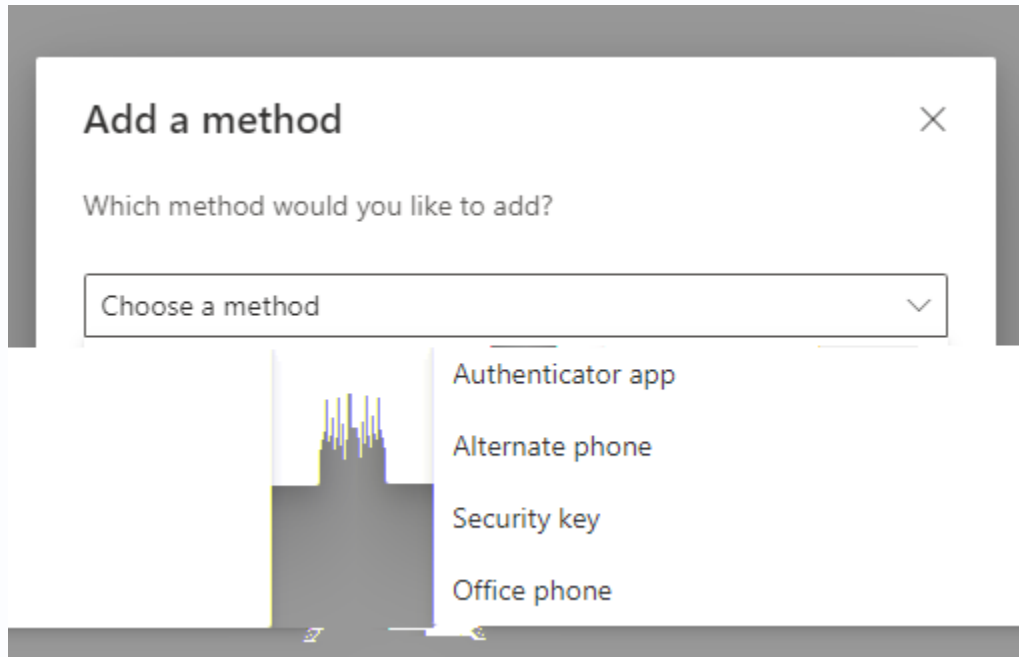 Add a method
Which method would you like to add?
Choose a method
Authenticator app
Alternate phone
Security key
Office phone